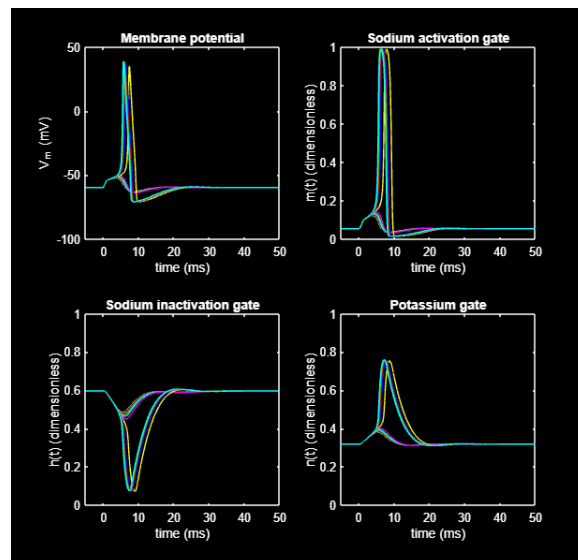 Membrane potential
50
0
-50
-100
V_m (mV)
0 10 20 30 40 50
time (ms)
Sodium activation gate
1
0.8
0.6
0.4
0.2
0
m(t) (dimensionless)
0 10 20 30 40 50
time (ms)
Sodium inactivation gate
1
0.8
0.6
0.4
0.2
0
h(t) (dimensionless)
0 10 20 30 40 50
time (ms)
Potassium gate
1
0.8
0.6
0.4
0.2
0
n(t) (dimensionless)
0 10 20 30 40 50
time (ms)